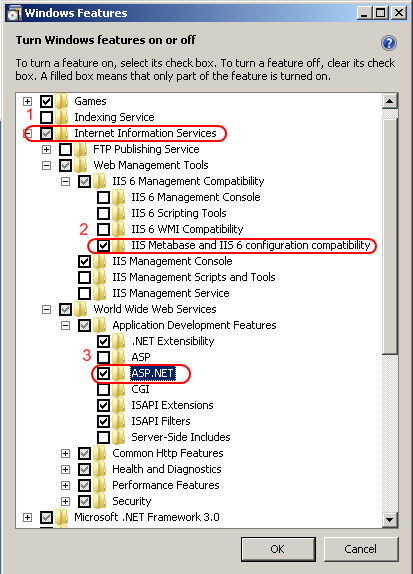 Windows Features
Turn Windows features on or off
To turn a feature on, select its check box. To turn a feature off, clear its check
box. A filled box means that only part of the feature is turned on.
Games
1 Indexing Service
Internet Information Services
FTP Publishing Service
Web Management Tools
IIS 6 Management Compatibility
IIS 6 Management Console
IIS 6 Scripting Tools
2 IIS 6 WMI Compatibility
IIS Metabase and IIS 6 configuration compatibility
IIS Management Console
IIS Management Scripts and Tools
IIS Management Service
World Wide Web Services
Application Development Features
.NET Extensibility
3 ASP
ASP.NET
CGI
ISAPI Extensions
ISAPI Filters
Server-Side Includes
Common Http Features
Health and Diagnostics
Performance Features
Security
Microsoft .NET Framework 3.0
OK Cancel